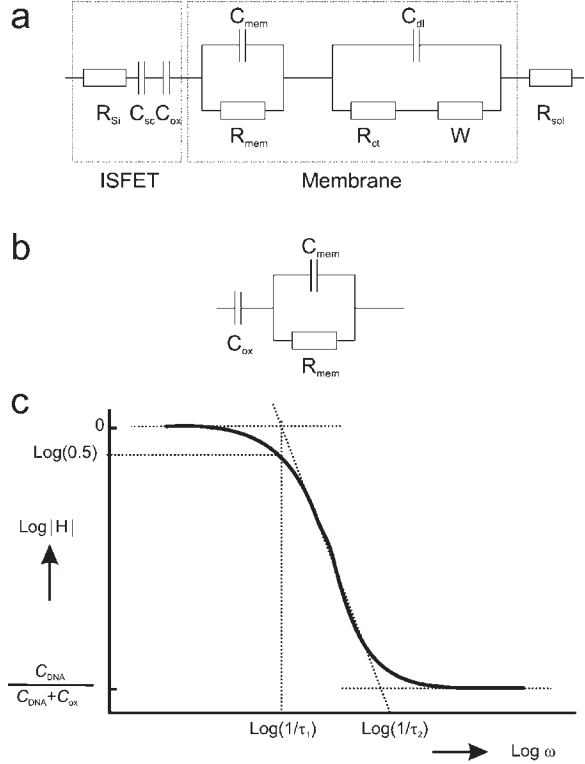 a
C_mem C_dl
R_Si C_sc C_ox R_mem R_ct W R_sol
ISFET Membrane
b
C_mem
C_ox
R_mem
c
0
Log(0.5)
Log|H|
C_DNA
C_DNA+C_ox
Log(1/τ_1) Log(1/τ_2)
Log ω